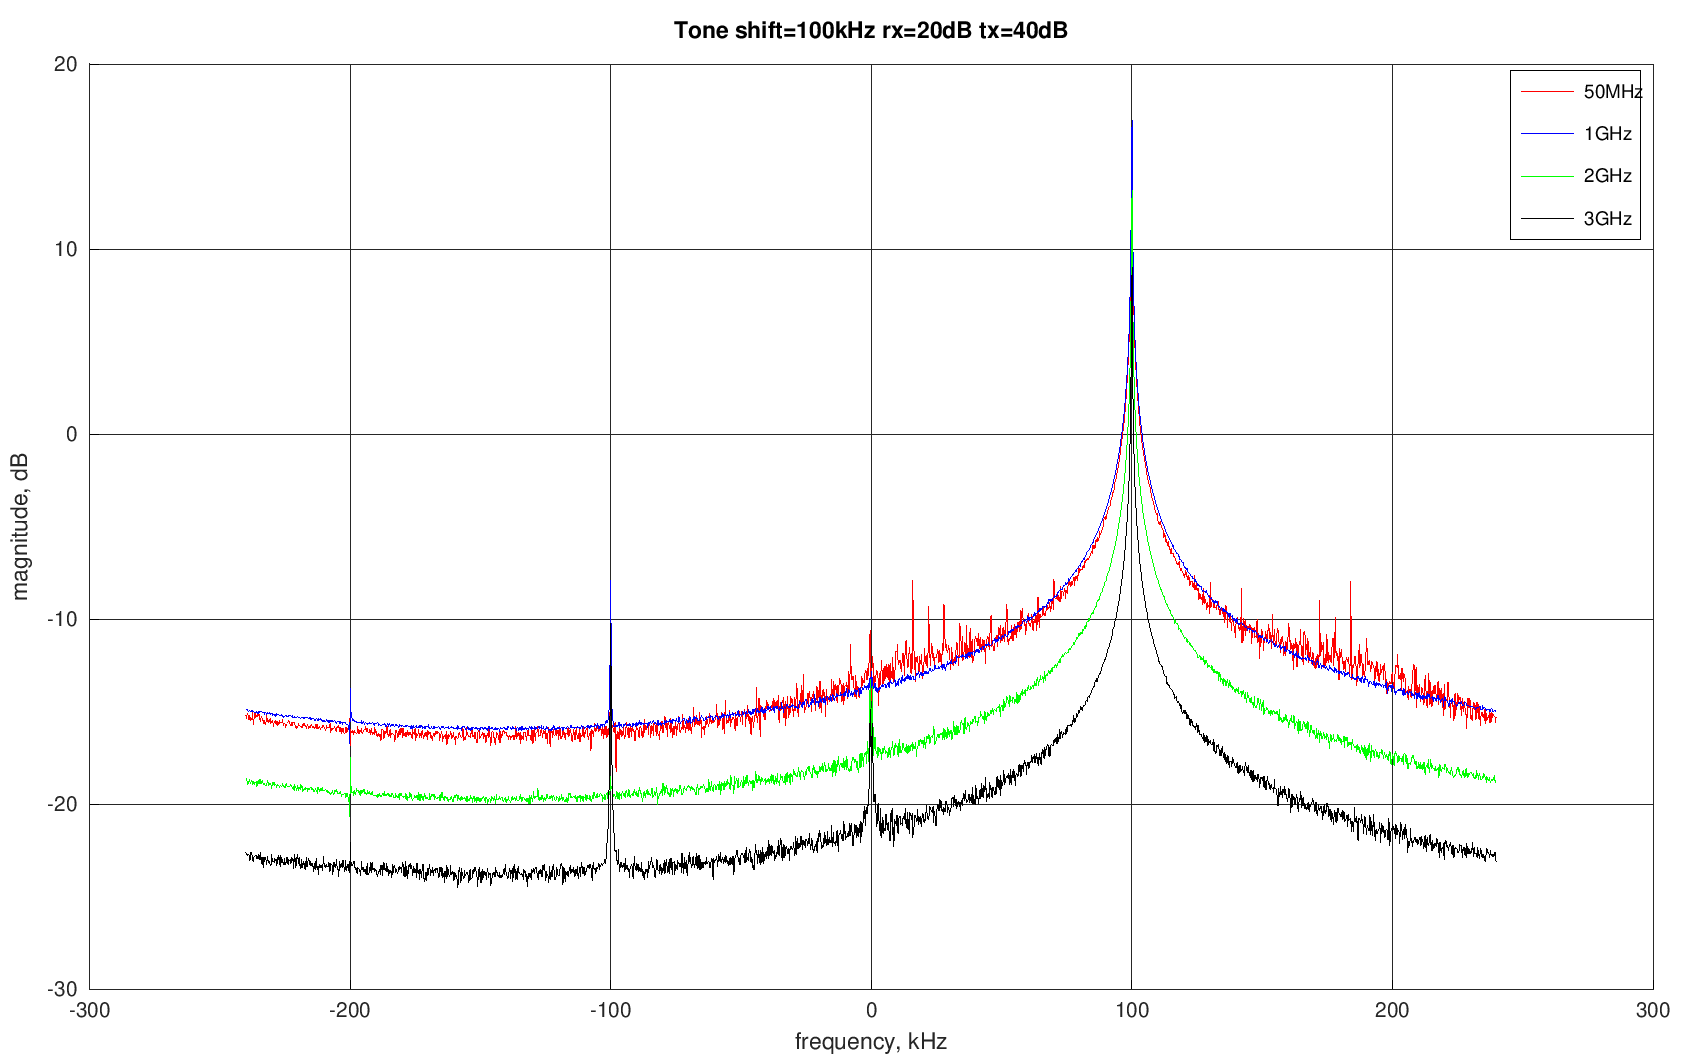 Tone shift=100kHz rx=20dB tx=40dB
20
10
0
-10
-20
-30
magnitude, dB
50MHz
1GHz
2GHz
3GHz
-300 -200 -100 0 100 200 300
frequency, kHz